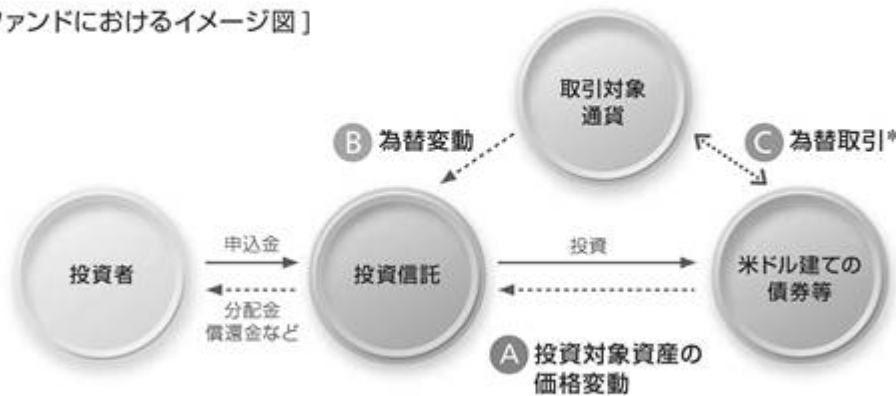 ファンドにおけるイメージ図]
取引対象
通貨
B 為替変動
C 為替取引*
投資者
申込金
分配金
償還金など
投資信託
投資
米ドル建ての
債券等
A 投資対象資産の
価格変動